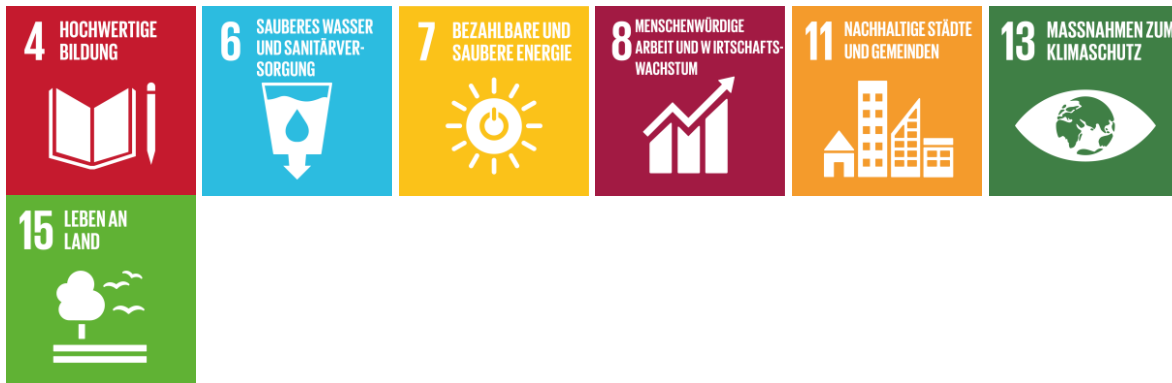 4 HOCHWERTIGE
BILDUNG
6 SAUBERES WASSER
UND SANITÄRVER-
SORGUNG
7 BEZAHLBARE UND
SAUBERE ENERGIE
8 MENSCHENWÜRDIGE
ARBEIT UND WIRTSCHAFTS-
WACHSTUM
11 NACHHALTIGE STÄDTE
UND GEMEINDEN
13 MASSNAHMEN ZUM
KLIMASCHUTZ
15 LEBEN AN
LAND